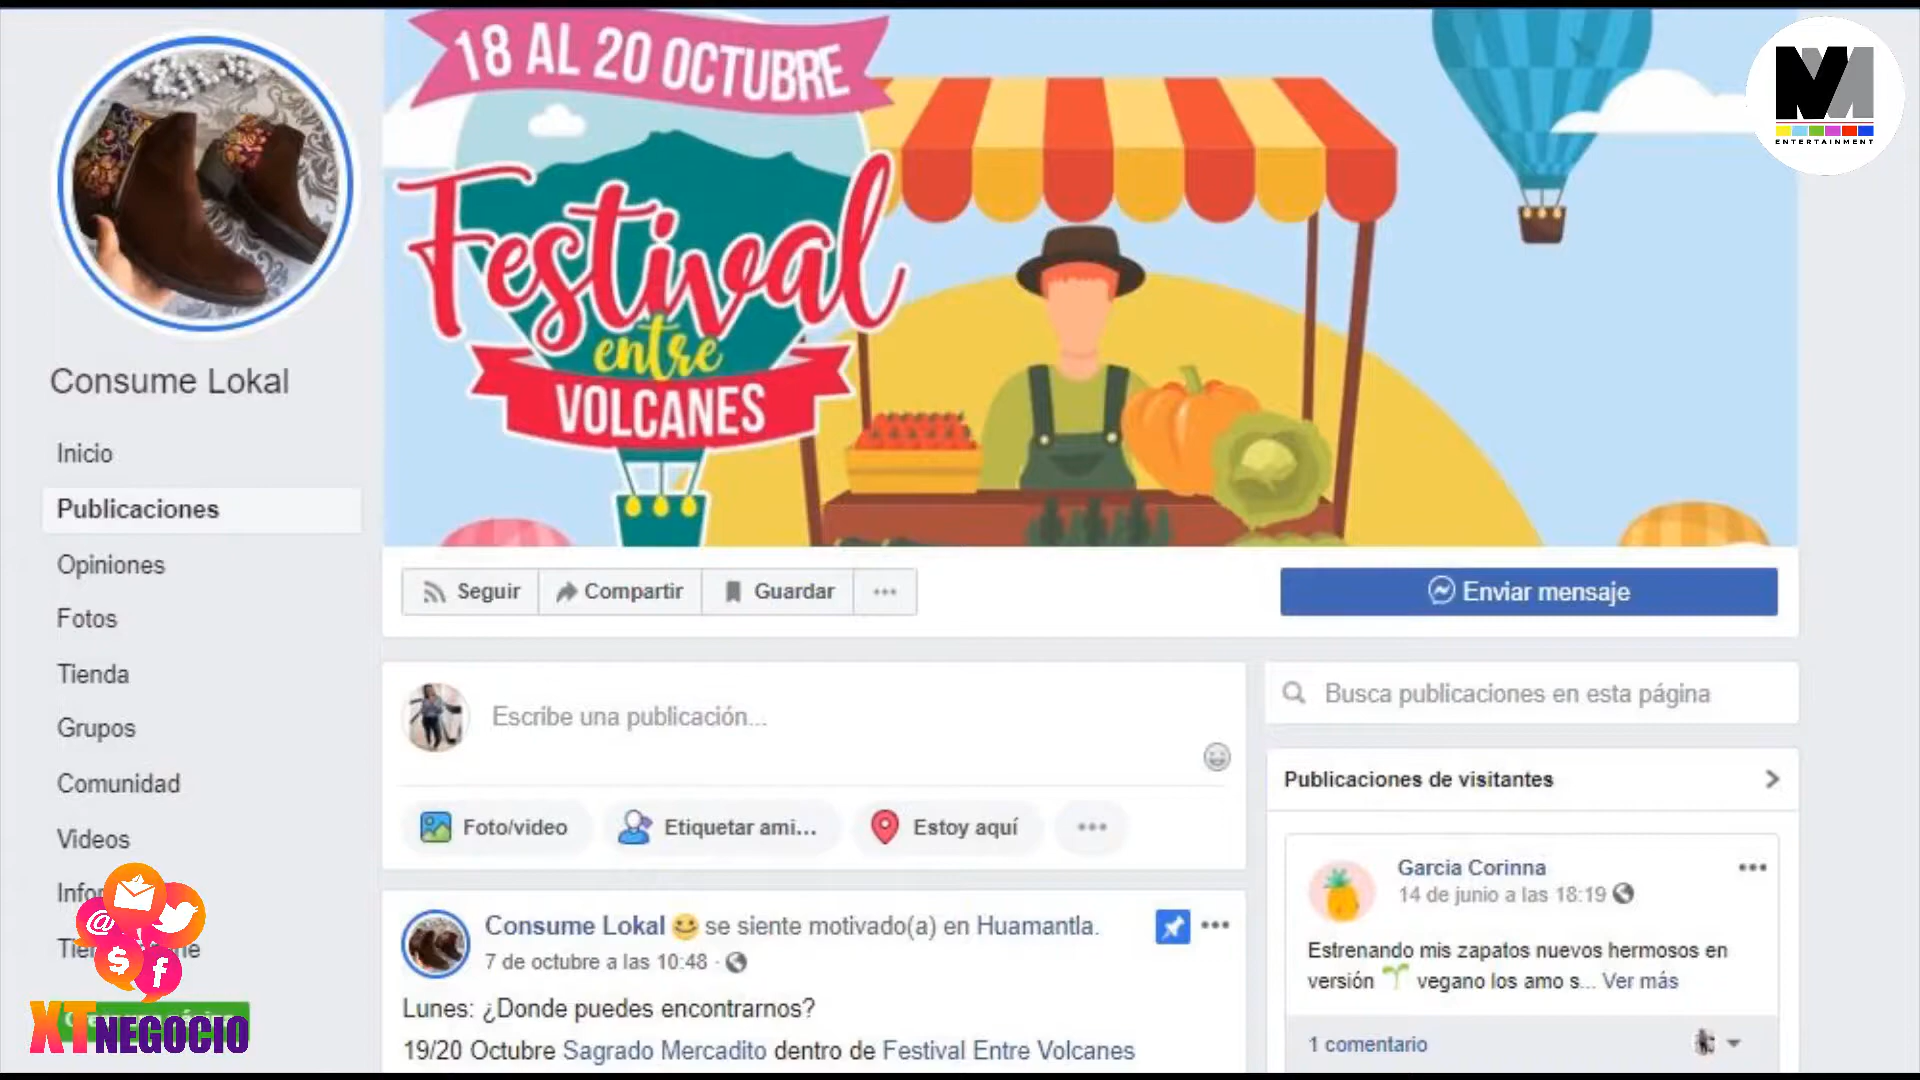 18 AL 20 OCTUBRE
Festival
entre
VOLCANES
MM
ENTERTAINMENT
Consume Lokal
Inicio
Publicaciones
Opiniones
Fotos
Tienda
Grupos
Comunidad
Videos
Seguir
Compartir
Guardar
Enviar mensaje
Escribe una publicación...
Foto/video
Etiquetar ami...
Estoy aquí
Consume Lokal se siente motivado(a) en Huamantla.
7 de octubre a las 10:48 ·
Lunes: ¿Donde puedes encontrarnos?
19/20 Octubre Sagrado Mercadito dentro de Festival Entre Volcanes
Busca publicaciones en esta página
Publicaciones de visitantes
Garcia Corinna
14 de junio a las 18:19
Estrenando mis zapatos nuevos hermosos en
versión vegano los amo s... Ver más
1 comentario
XTNEGOCIO